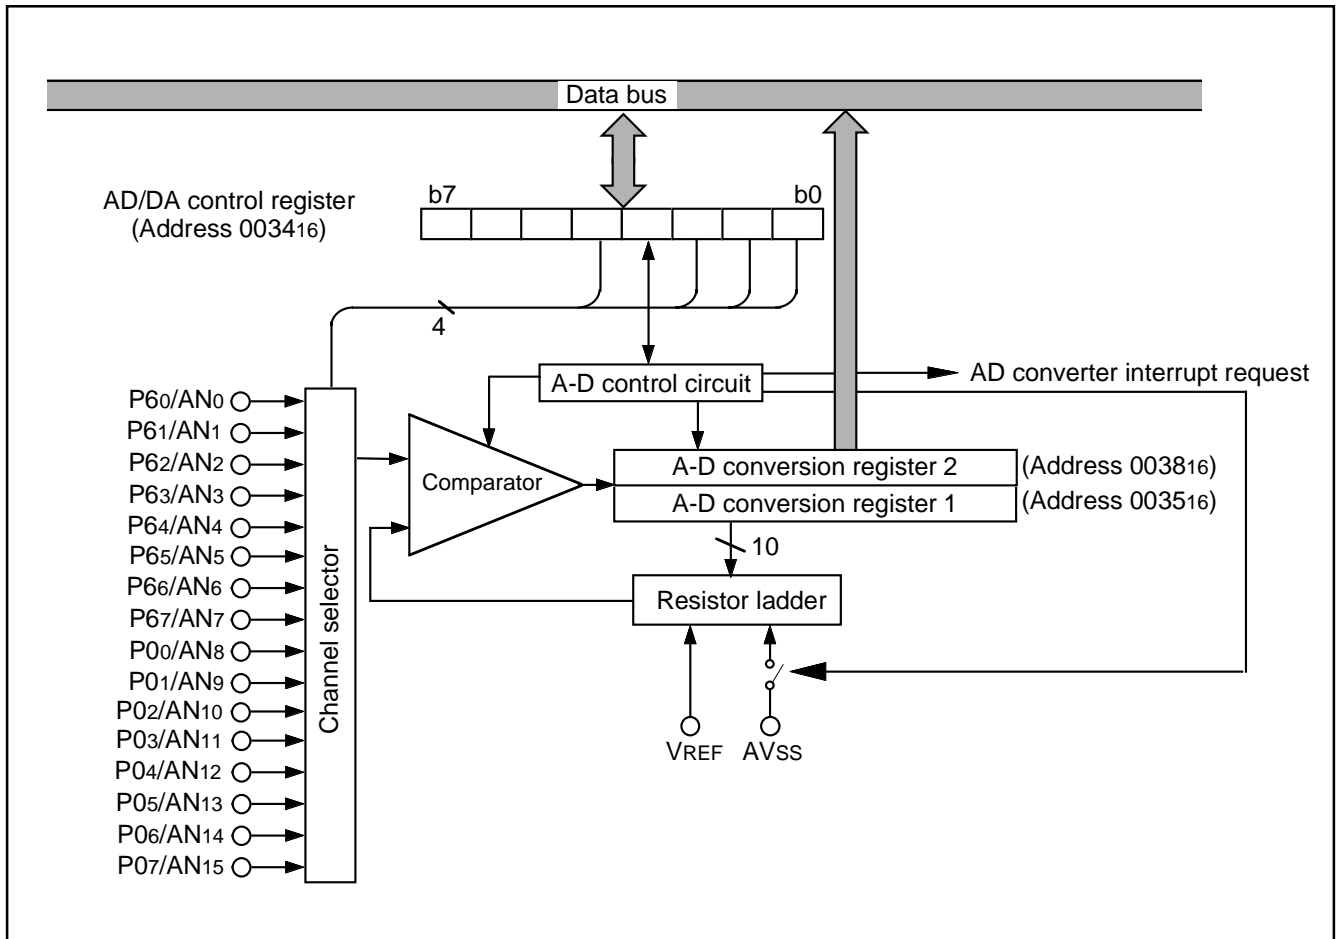 Data bus
AD/DA control register
(Address 003416)
b7
b0
4
A-D control circuit
AD converter interrupt request
P60/AN0
P61/AN1
P62/AN2
P63/AN3
P64/AN4
P65/AN5
P66/AN6
P67/AN7
P00/AN8
P01/AN9
P02/AN10
P03/AN11
P04/AN12
P05/AN13
P06/AN14
P07/AN15
Channel selector
Comparator
A-D conversion register 2
(Address 003816)
A-D conversion register 1
(Address 003516)
10
Resistor ladder
VREF
AVSS